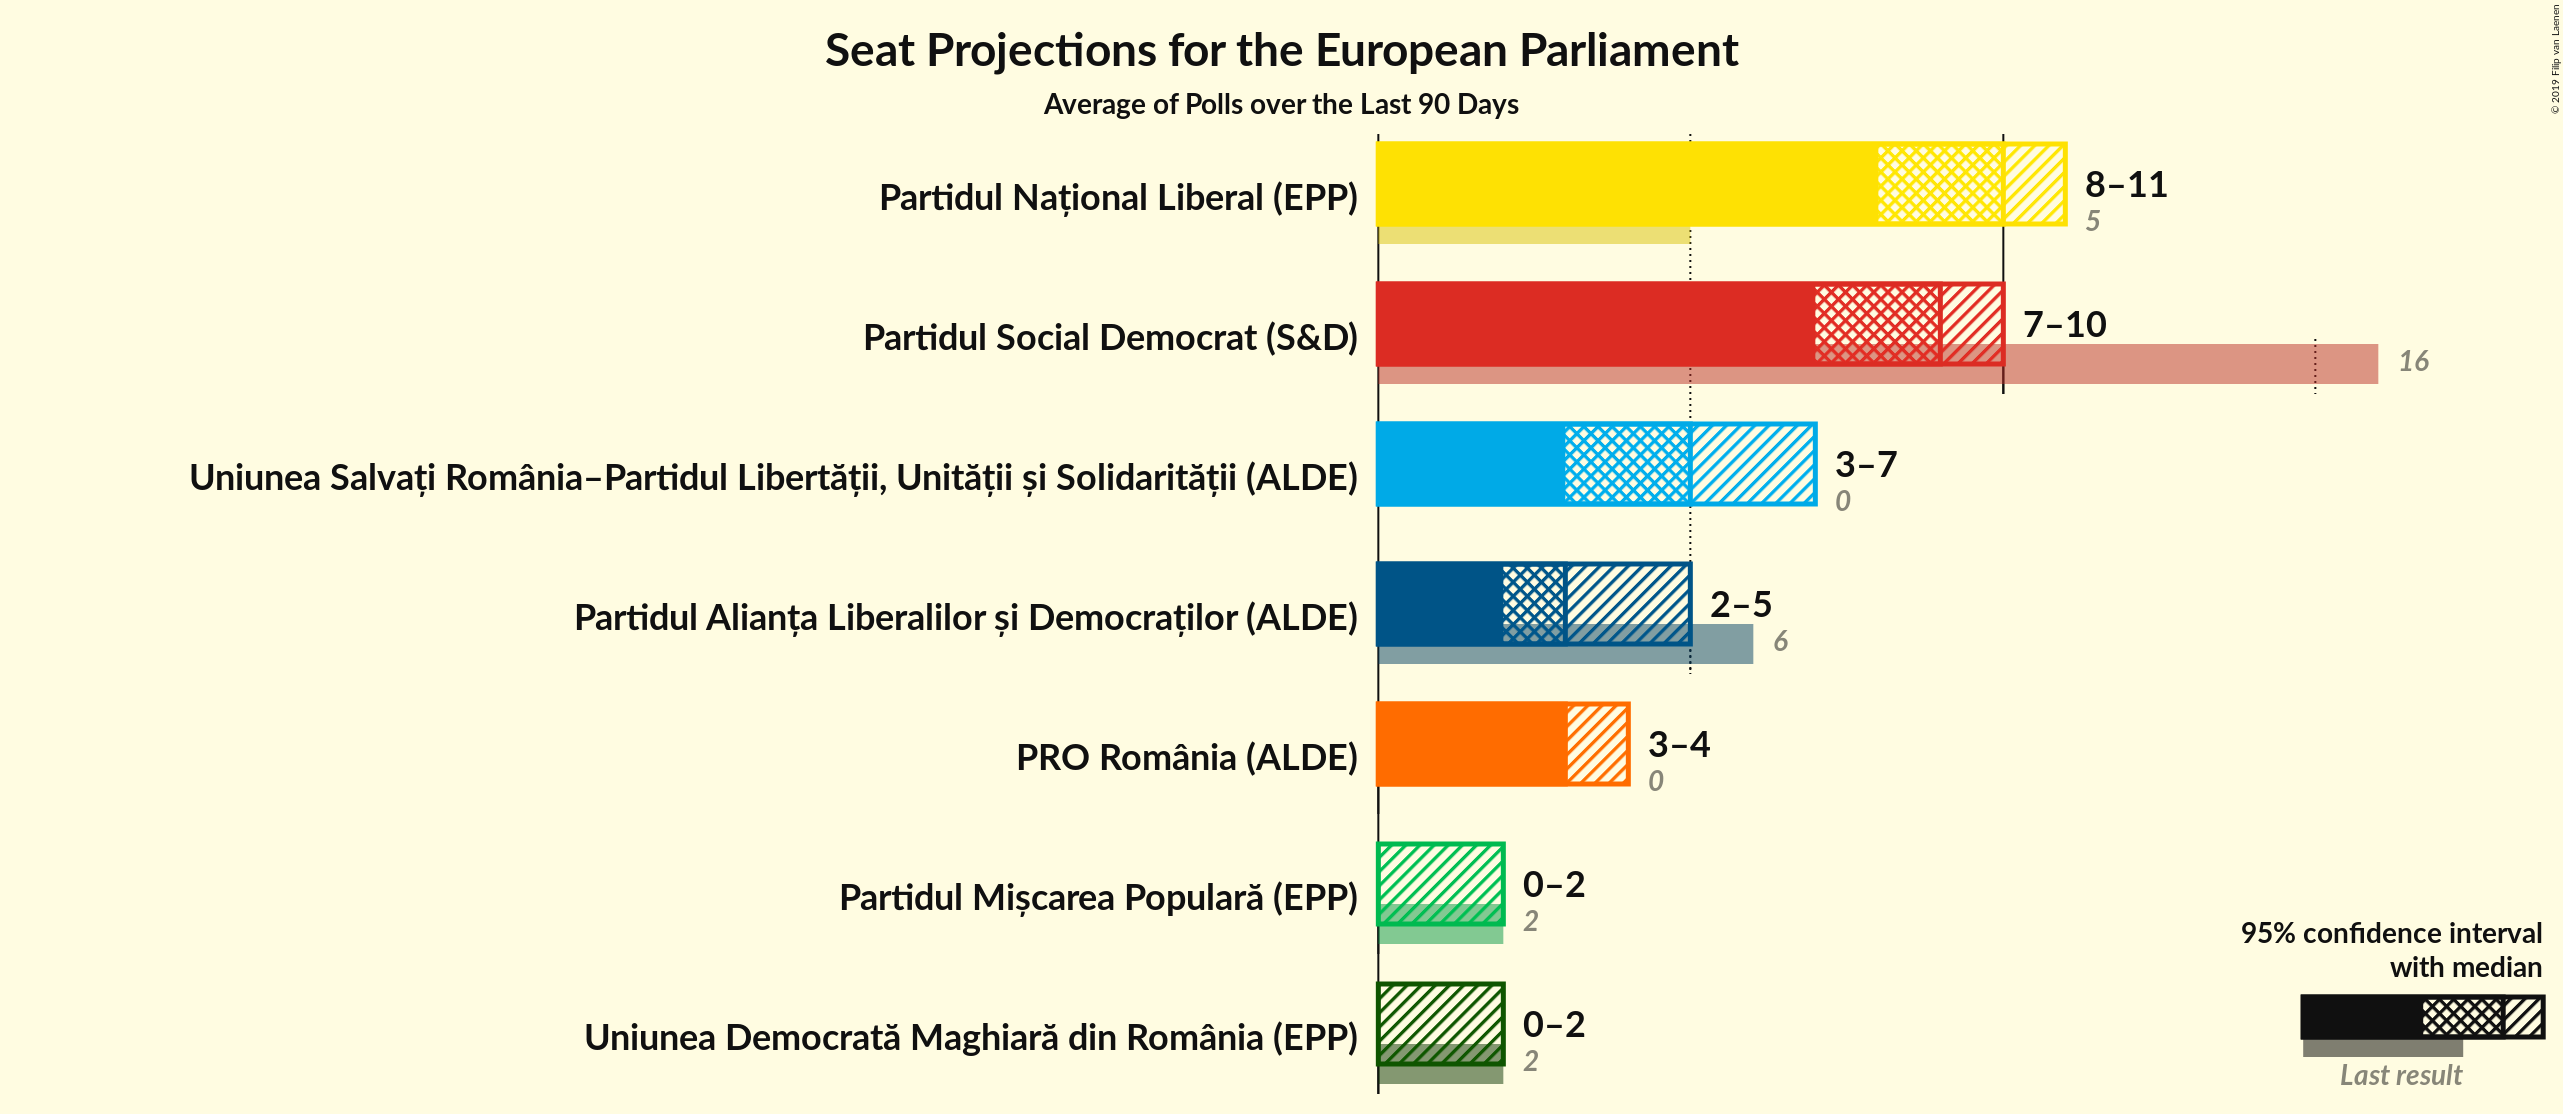 Seat Projections for the European Parliament
Average of Polls over the Last 90 Days
© 2019 Filip van Laenen
Partidul Național Liberal (EPP)
8–11
5
Partidul Social Democrat (S&D)
7–10
16
Uniunea Salvați România–Partidul Libertății, Unității și Solidarității (ALDE)
3–7
0
Partidul Alianța Liberalilor și Democraților (ALDE)
2–5
6
PRO România (ALDE)
3–4
0
Partidul Mișcarea Populară (EPP)
0–2
2
Uniunea Democrată Maghiară din România (EPP)
0–2
2
95% confidence interval
with median
Last result